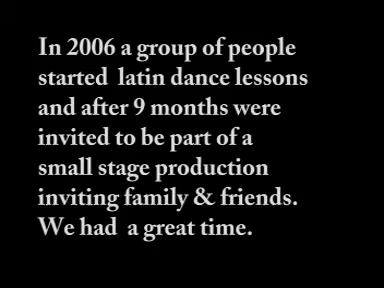 In 2006 a group of people
started  latin dance lessons
and after 9 months were
invited to be part of a
small stage production
inviting family & friends.
We had  a great time.